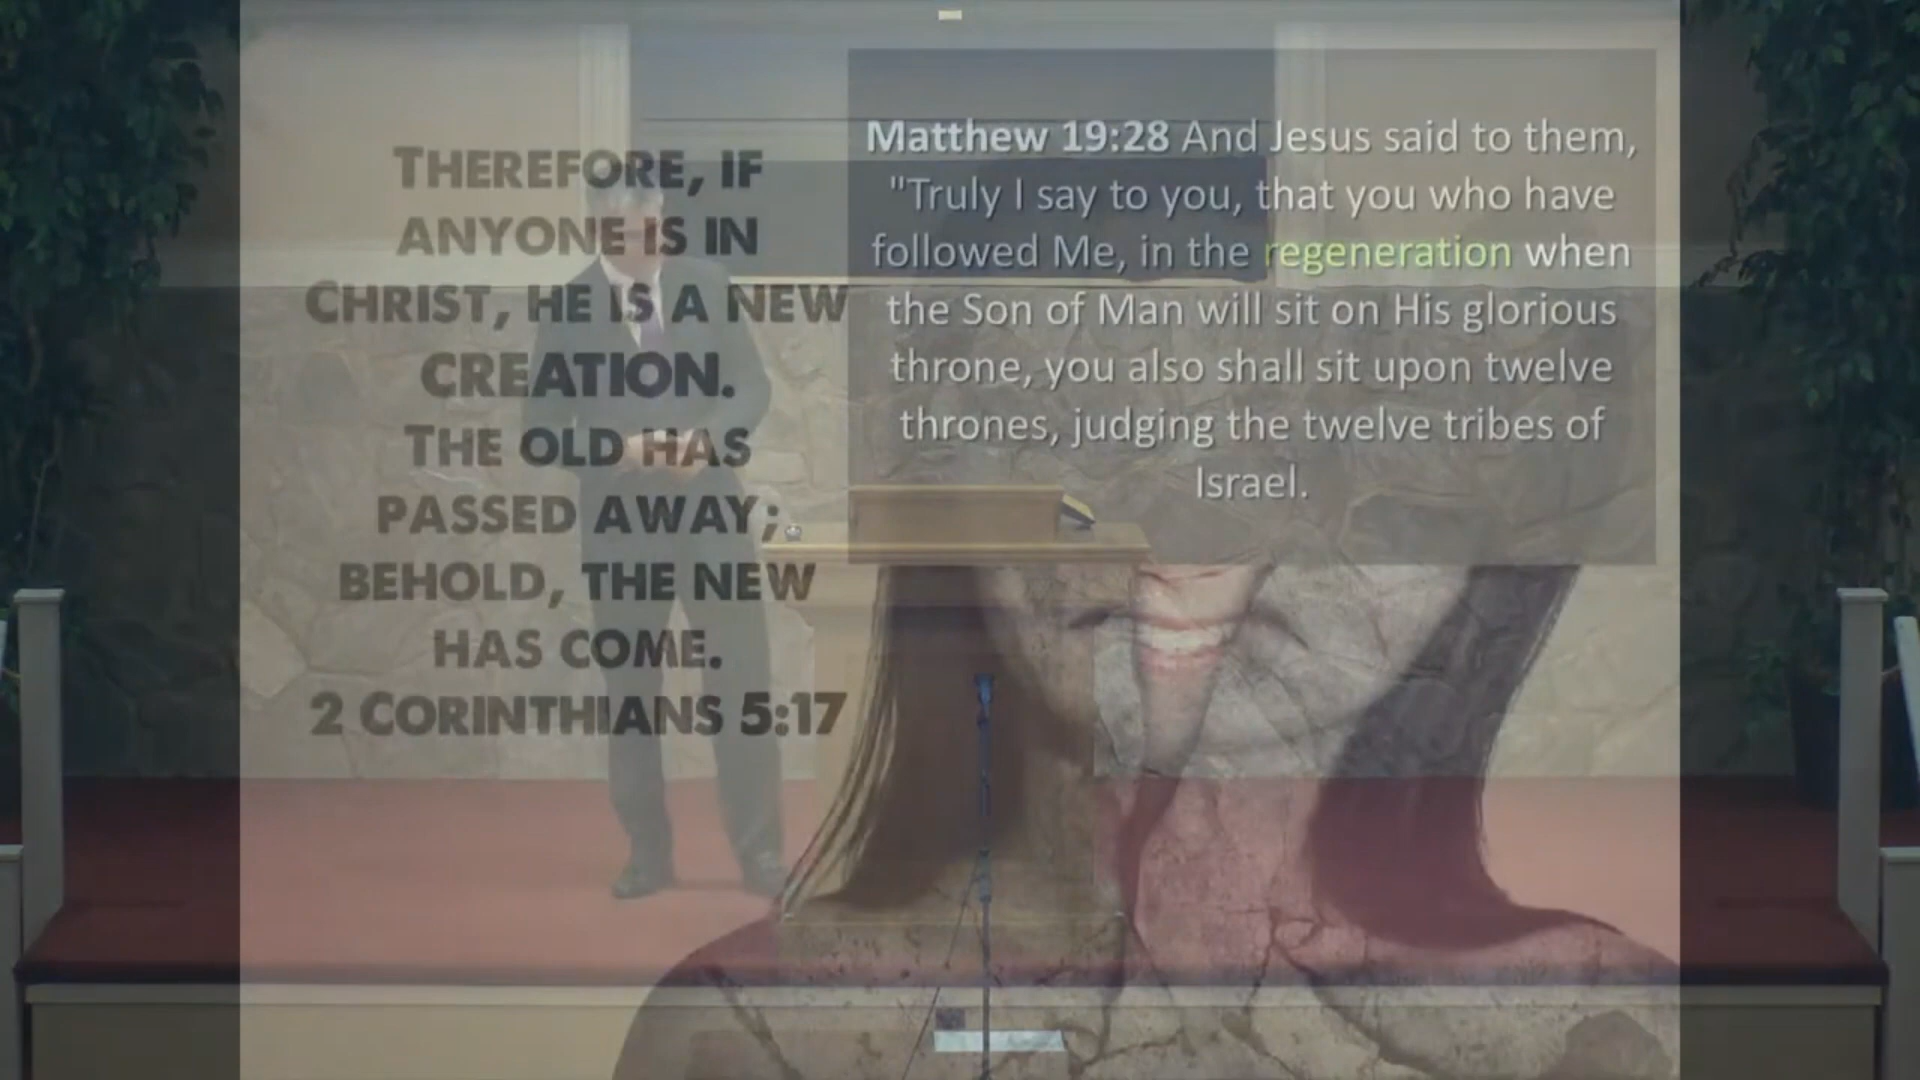 THEREFORE, IF
ANYONE IS IN
CHRIST, HE IS A NEW
CREATION.
THE OLD HAS
PASSED AWAY;
BEHOLD, THE NEW
HAS COME.
2 CORINTHIANS 5:17
Matthew 19:28 And Jesus said to them,
"Truly I say to you, that you who have
followed Me, in the regeneration when
the Son of Man will sit on His glorious
throne, you also shall sit upon twelve
thrones, judging the twelve tribes of
Israel.